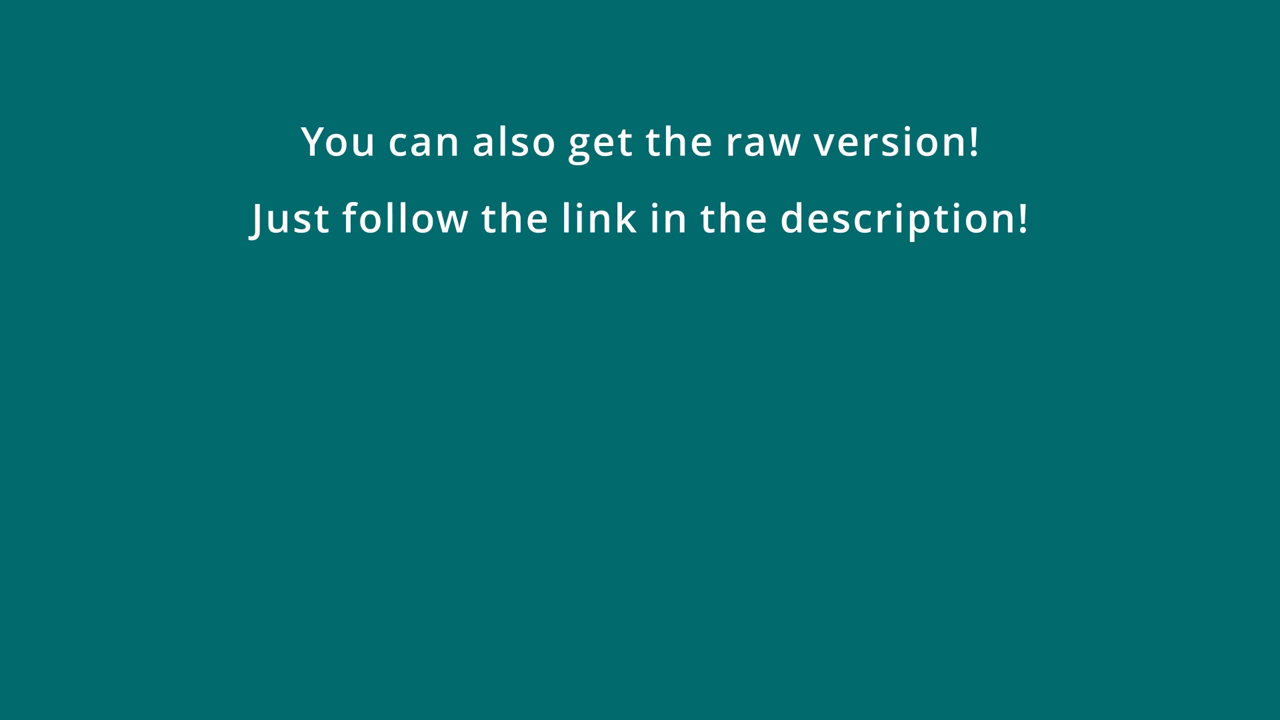 You can also get the raw version!
Just follow the link in the description!